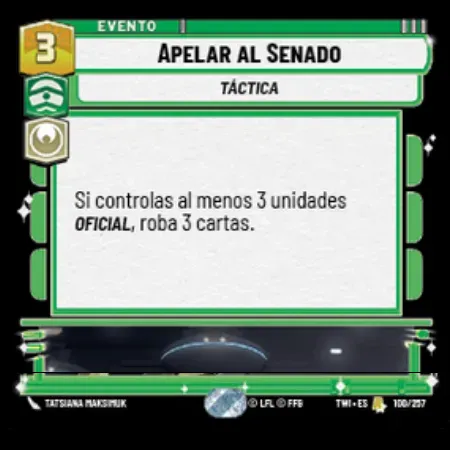 EVENTO
3
APELAR AL SENADO
TÁCTICA
Si controlas al menos 3 unidades
OFICIAL, roba 3 cartas.
TATSIANA MAKSIMUK
© LFL © FFG
TWI • ES
100/257